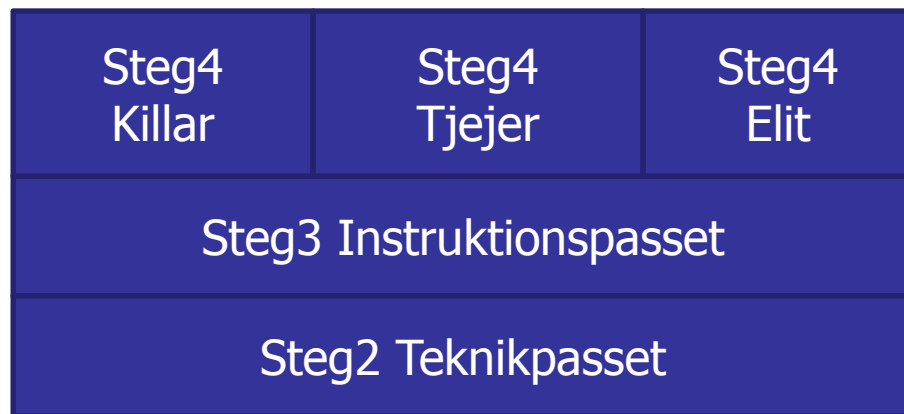 Steg4
Killar
Steg4
Tjejer
Steg4
Elit
Steg3 Instruktionspasset
Steg2 Teknikpasset